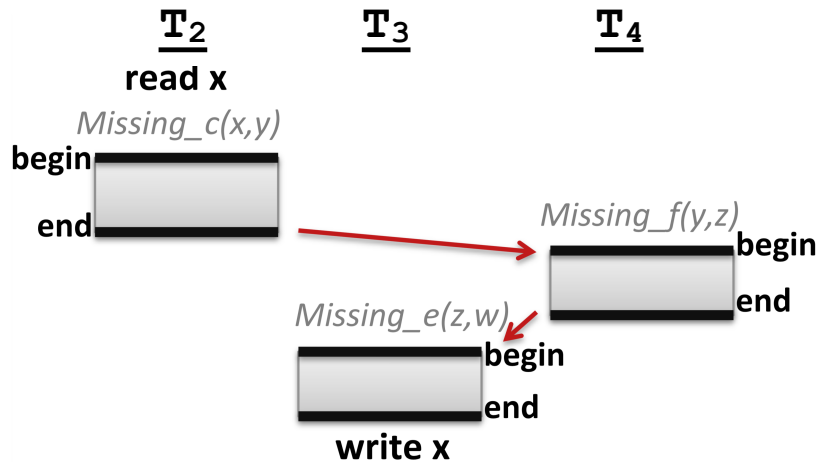 T2 T3 T4
read x
Missing_c(x,y)
begin
end
Missing_f(y,z)
begin
end
Missing_e(z,w)
begin
end
write x